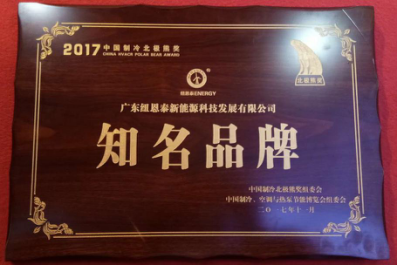 2017中国制冷北极熊奖
CHINA HVACR POLAR BEAR AWARD
北极熊奖
纽恩泰ENERGY
广东纽恩泰新能源科技发展有限公司
知名品牌
中国制冷北极熊奖组委会
中国制冷、空调与热泵节能博览会组委会
二〇一七年十一月